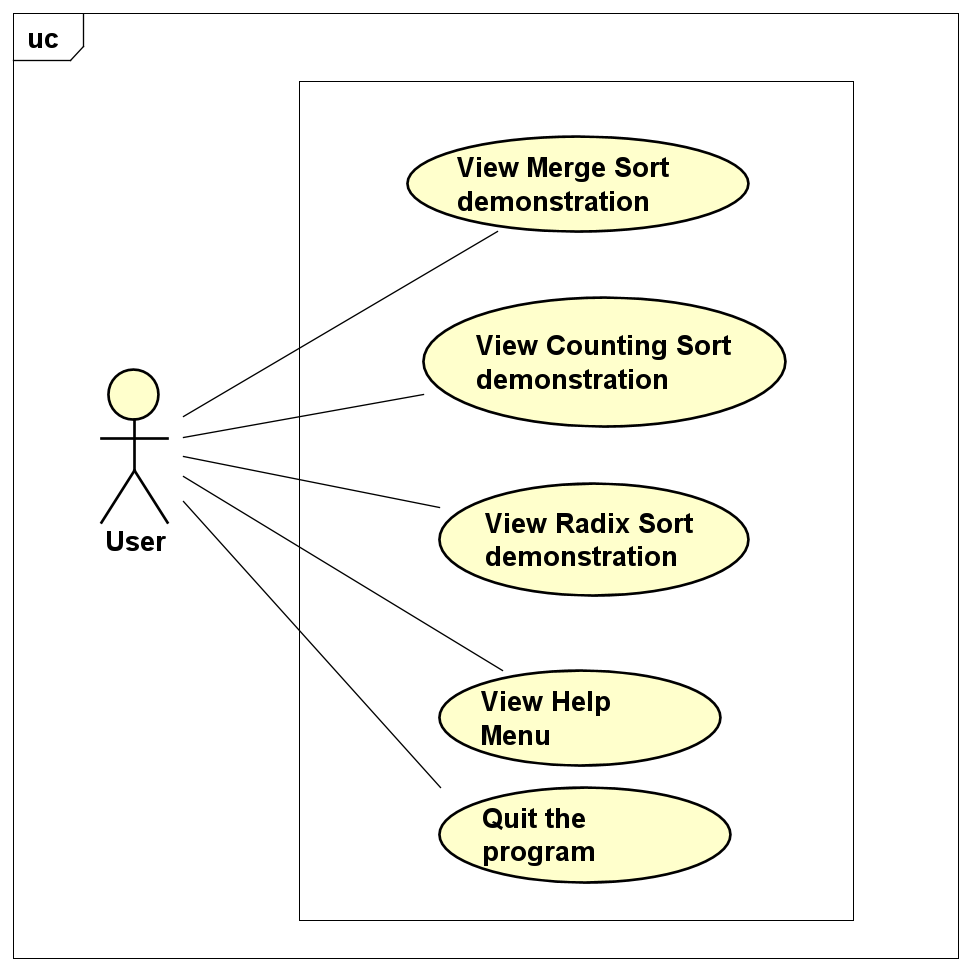 uc
View Merge Sort
demonstration
View Counting Sort
demonstration
View Radix Sort
demonstration
User
View Help
Menu
Quit the
program